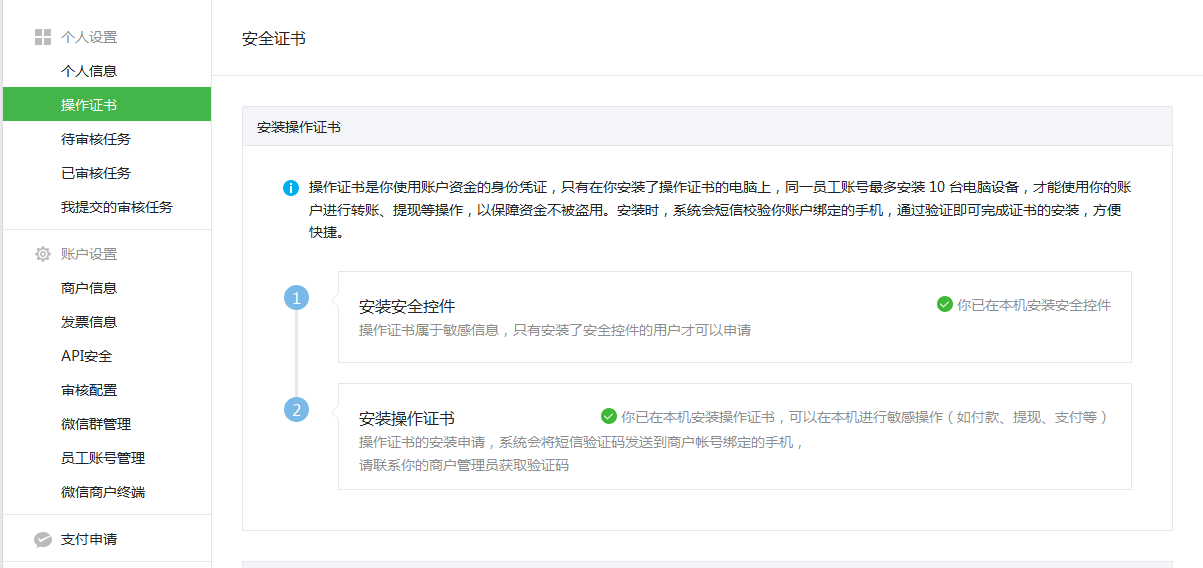 个人设置
个人信息
操作证书
待审核任务
已审核任务
我提交的审核任务
账户设置
商户信息
发票信息
API安全
审核配置
微信群管理
员工账号管理
微信商户终端
支付申请
安全证书
安装操作证书
操作证书是你使用账户资金的身份凭证，只有在你安装了操作证书的电脑上，同一员工账号最多安装 10 台电脑设备，才能使用你的账
户进行转账、提现等操作，以保障资金不被盗用。安装时，系统会短信校验你账户绑定的手机，通过验证即可完成证书的安装，方便
快捷。
1
安装安全控件
你已在本机安装安全控件
操作证书属于敏感信息，只有安装了安全控件的用户才可以申请
2
安装操作证书
你已在本机安装操作证书，可以在本机进行敏感操作（如付款、提现、支付等）
操作证书的安装申请，系统会将短信验证码发送到商户帐号绑定的手机，
请联系你的商户管理员获取验证码